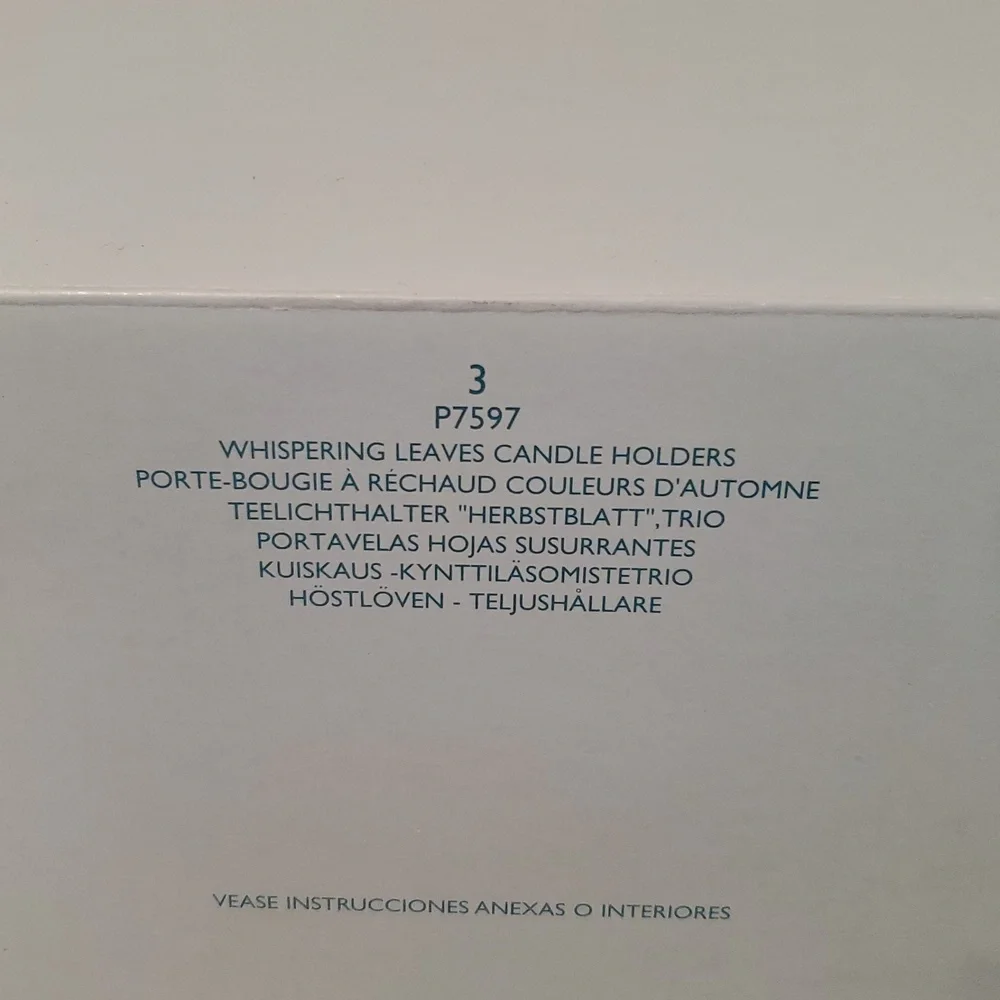 3
P7597
WHISPERING LEAVES CANDLE HOLDERS
PORTE-BOUGIE À RÉCHAUD COULEURS D'AUTOMNE
TEELICHTHALTER "HERBSTBLATT",TRIO
PORTAVELAS HOJAS SUSURRANTES
KUISKAUS -KYNTTILÄSOMISTETRIO
HÖSTLÖVEN - TELJUSHÅLLARE
VEASE INSTRUCCIONES ANEXAS O INTERIORES